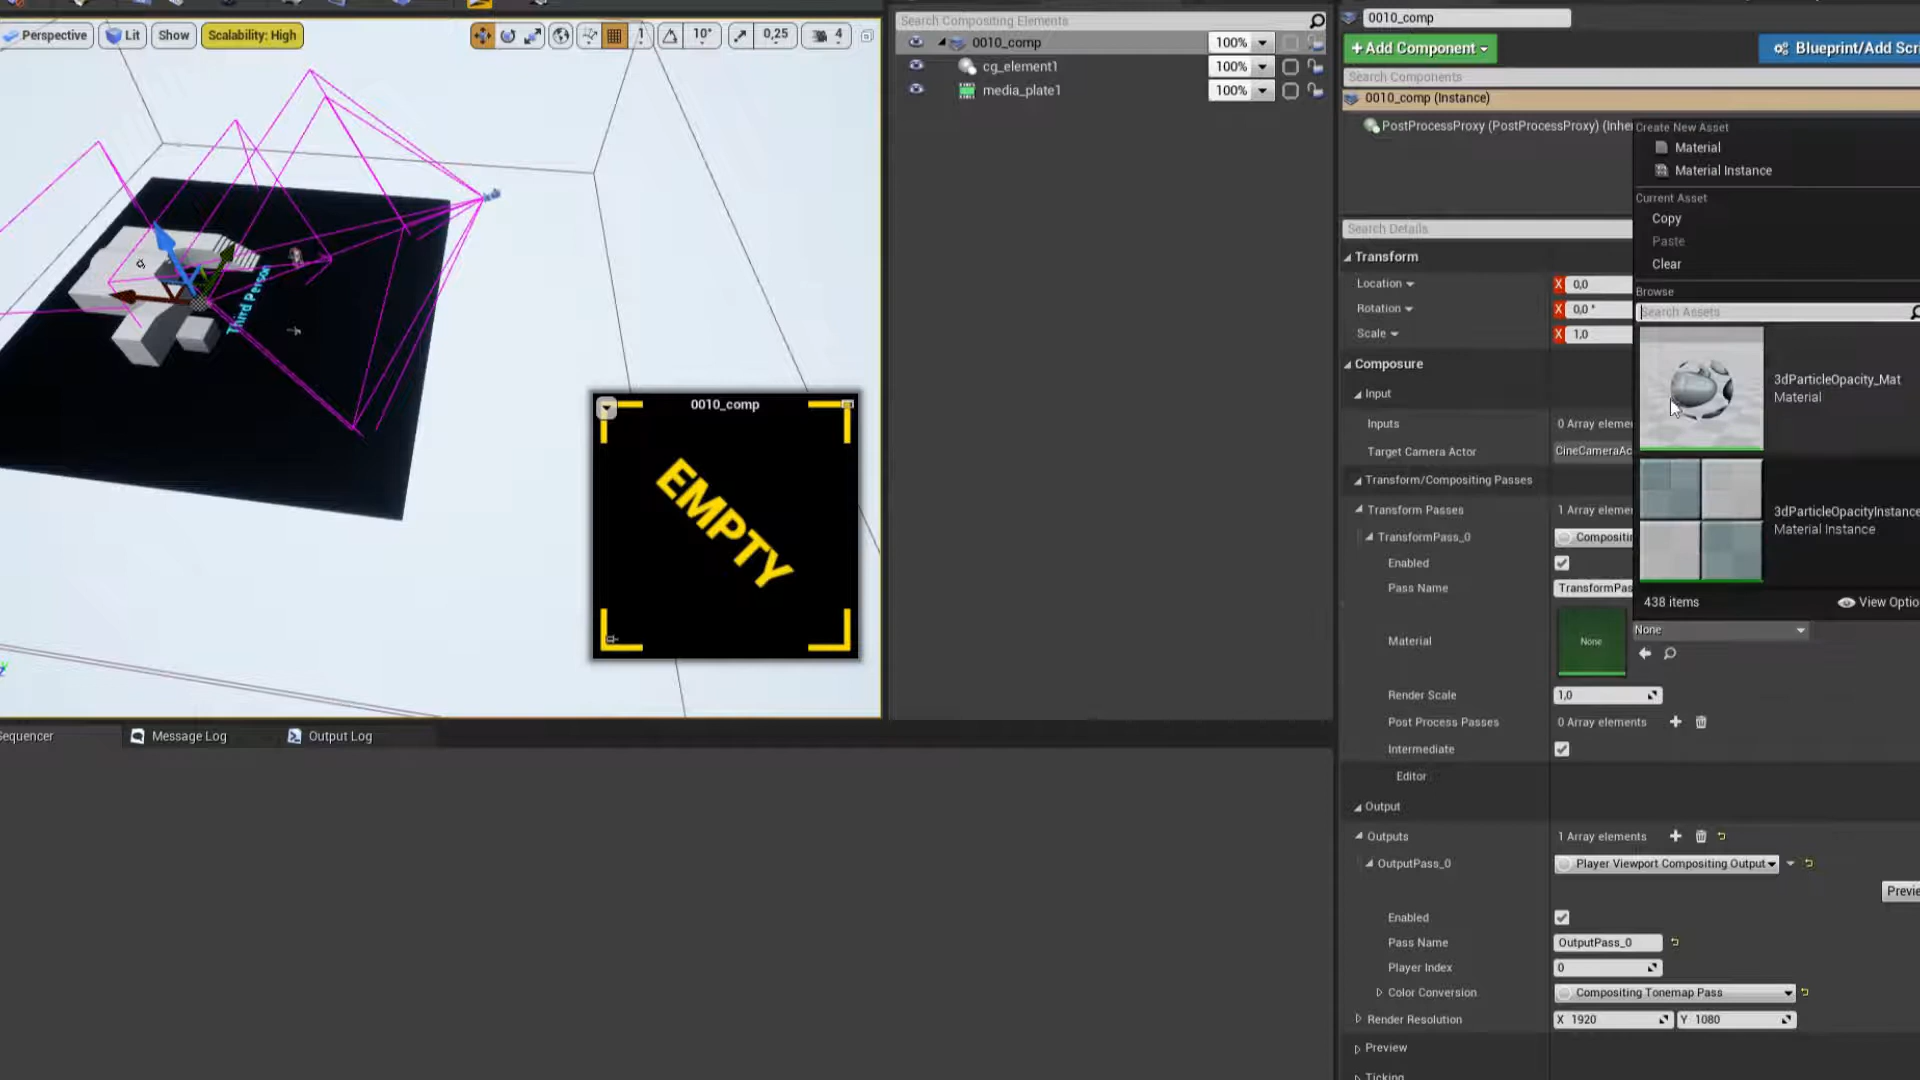 Perspective
Lit
Show
Scalability: High
1
10°
0,25
4
Third Person
0010_comp
EMPTY
Search Compositing Elements
0010_comp
100%
cg_element1
100%
media_plate1
100%
Sequencer
Message Log
Output Log
0010_comp
+Add Component
Blueprint/Add Scri
Search Components
0010_comp (Instance)
PostProcessProxy (PostProcessProxy) (Inhe
Search Details
Transform
Location
X 0,0
Rotation
X 0,0 °
Scale
X 1,0
Composure
Input
Inputs
0 Array eleme
Target Camera Actor
CineCameraAc
Transform/Compositing Passes
Transform Passes
1 Array eleme
TransformPass_0
Compositi
Enabled
Pass Name
TransformPas
Material
None
None
Render Scale
1,0
Post Process Passes
0 Array elements
Intermediate
Editor
Output
Outputs
1 Array elements
OutputPass_0
Player Viewport Compositing Output
Previe
Enabled
Pass Name
OutputPass_0
Player Index
0
Color Conversion
Compositing Tonemap Pass
Render Resolution
X 1920
Y 1080
Preview
Ticking
Create New Asset
Material
Material Instance
Current Asset
Copy
Paste
Clear
Browse
Search Assets
3dParticleOpacity_Mat
Material
3dParticleOpacityInstance
Material Instance
438 items
View Optio